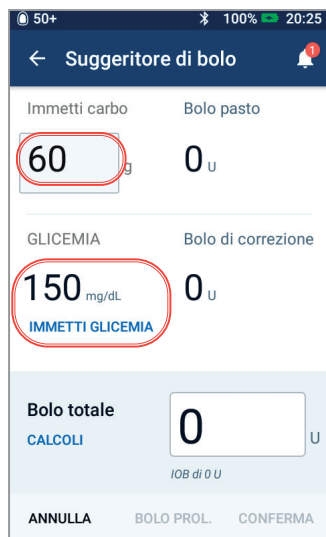 50+ 100% 20:25
Suggeritore di bolo
1
Immetti carbo Bolo pasto
60 g 0 U
GLICEMIA Bolo di correzione
150 mg/dL 0 U
IMMETTI GLICEMIA
Bolo totale
CALCOLI
0 U
IOB di 0 U
ANNULLA BOLO PROL. CONFERMA